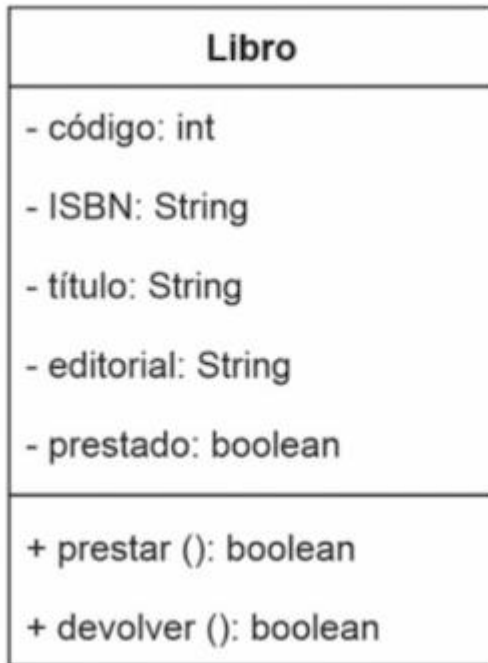 Libro
- código: int
- ISBN: String
- título: String
- editorial: String
- prestado: boolean
+ prestar (): boolean
+ devolver (): boolean